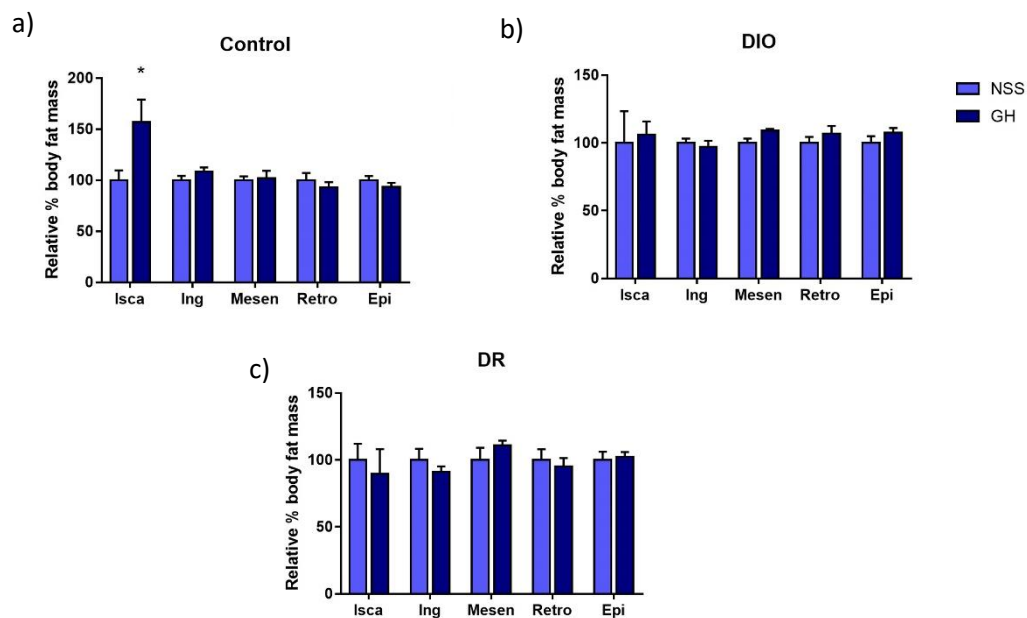 a)
Control
Relative % body fat mass
200
150
100
50
0
*
Isca Ing Mesen Retro Epi
b)
DIO
Relative % body fat mass
150
100
50
0
Isca Ing Mesen Retro Epi
NSS
GH
c)
DR
Relative % body fat mass
150
100
50
0
Isca Ing Mesen Retro Epi